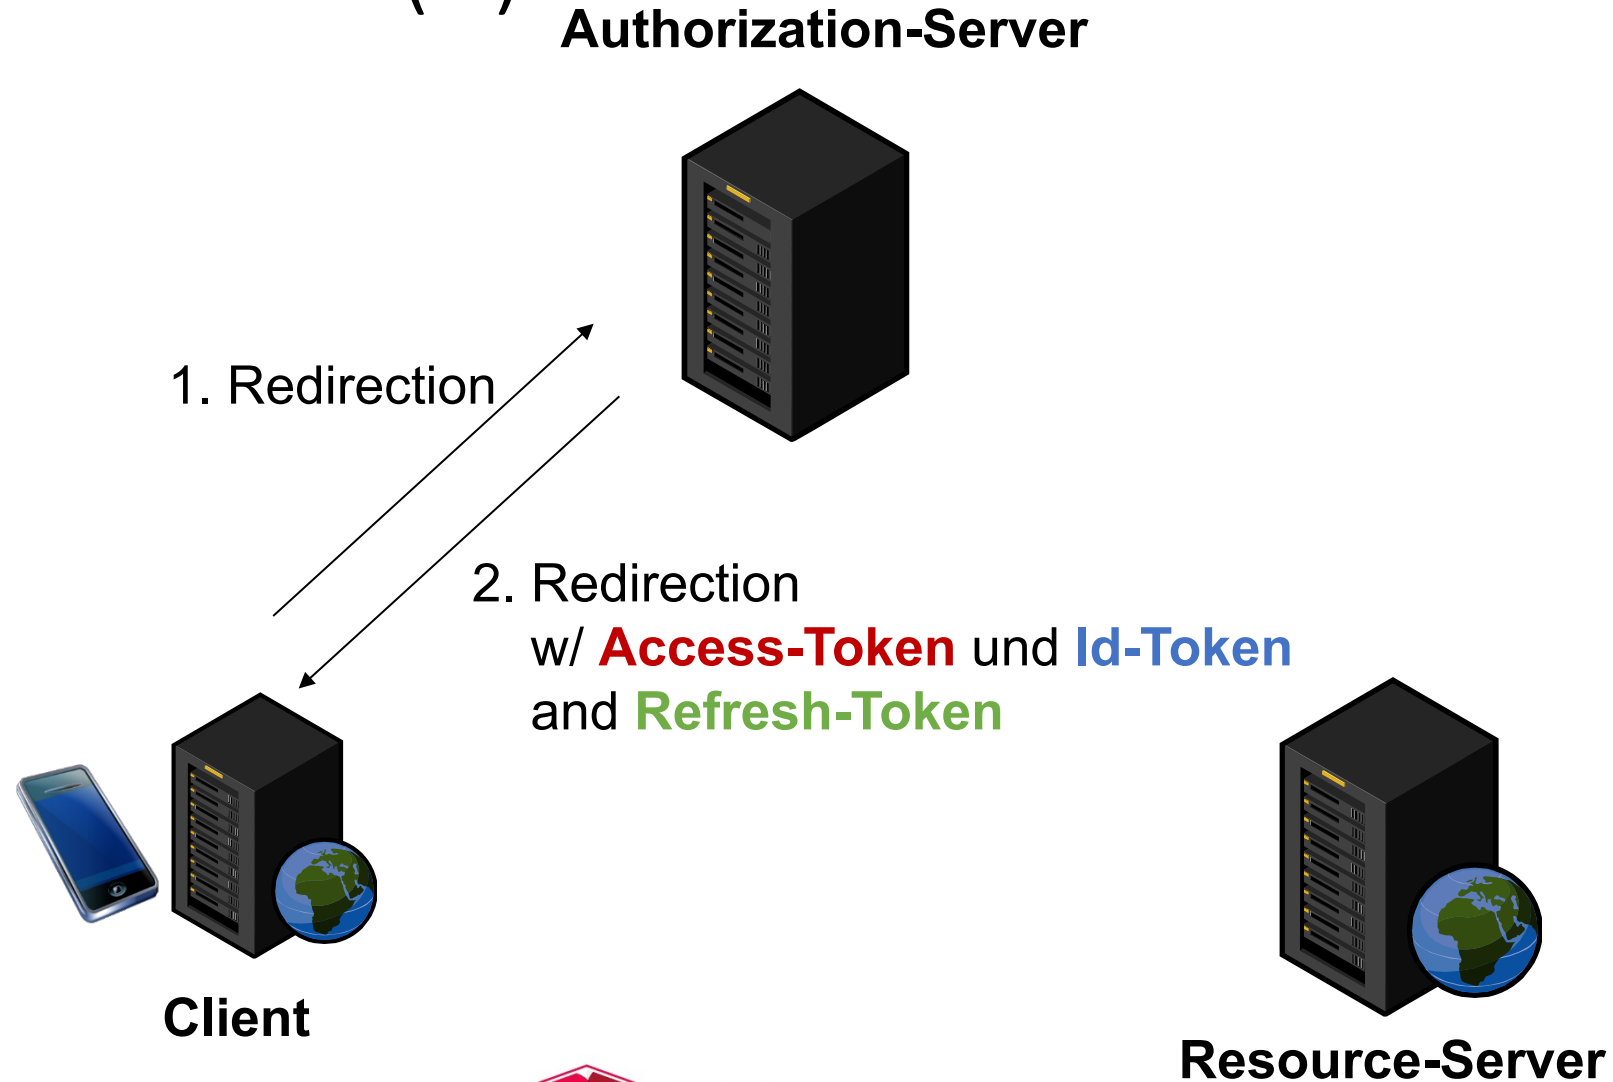 Authorization-Server
1. Redirection
2. Redirection
w/ Access-Token und Id-Token
and Refresh-Token
Client
Resource-Server